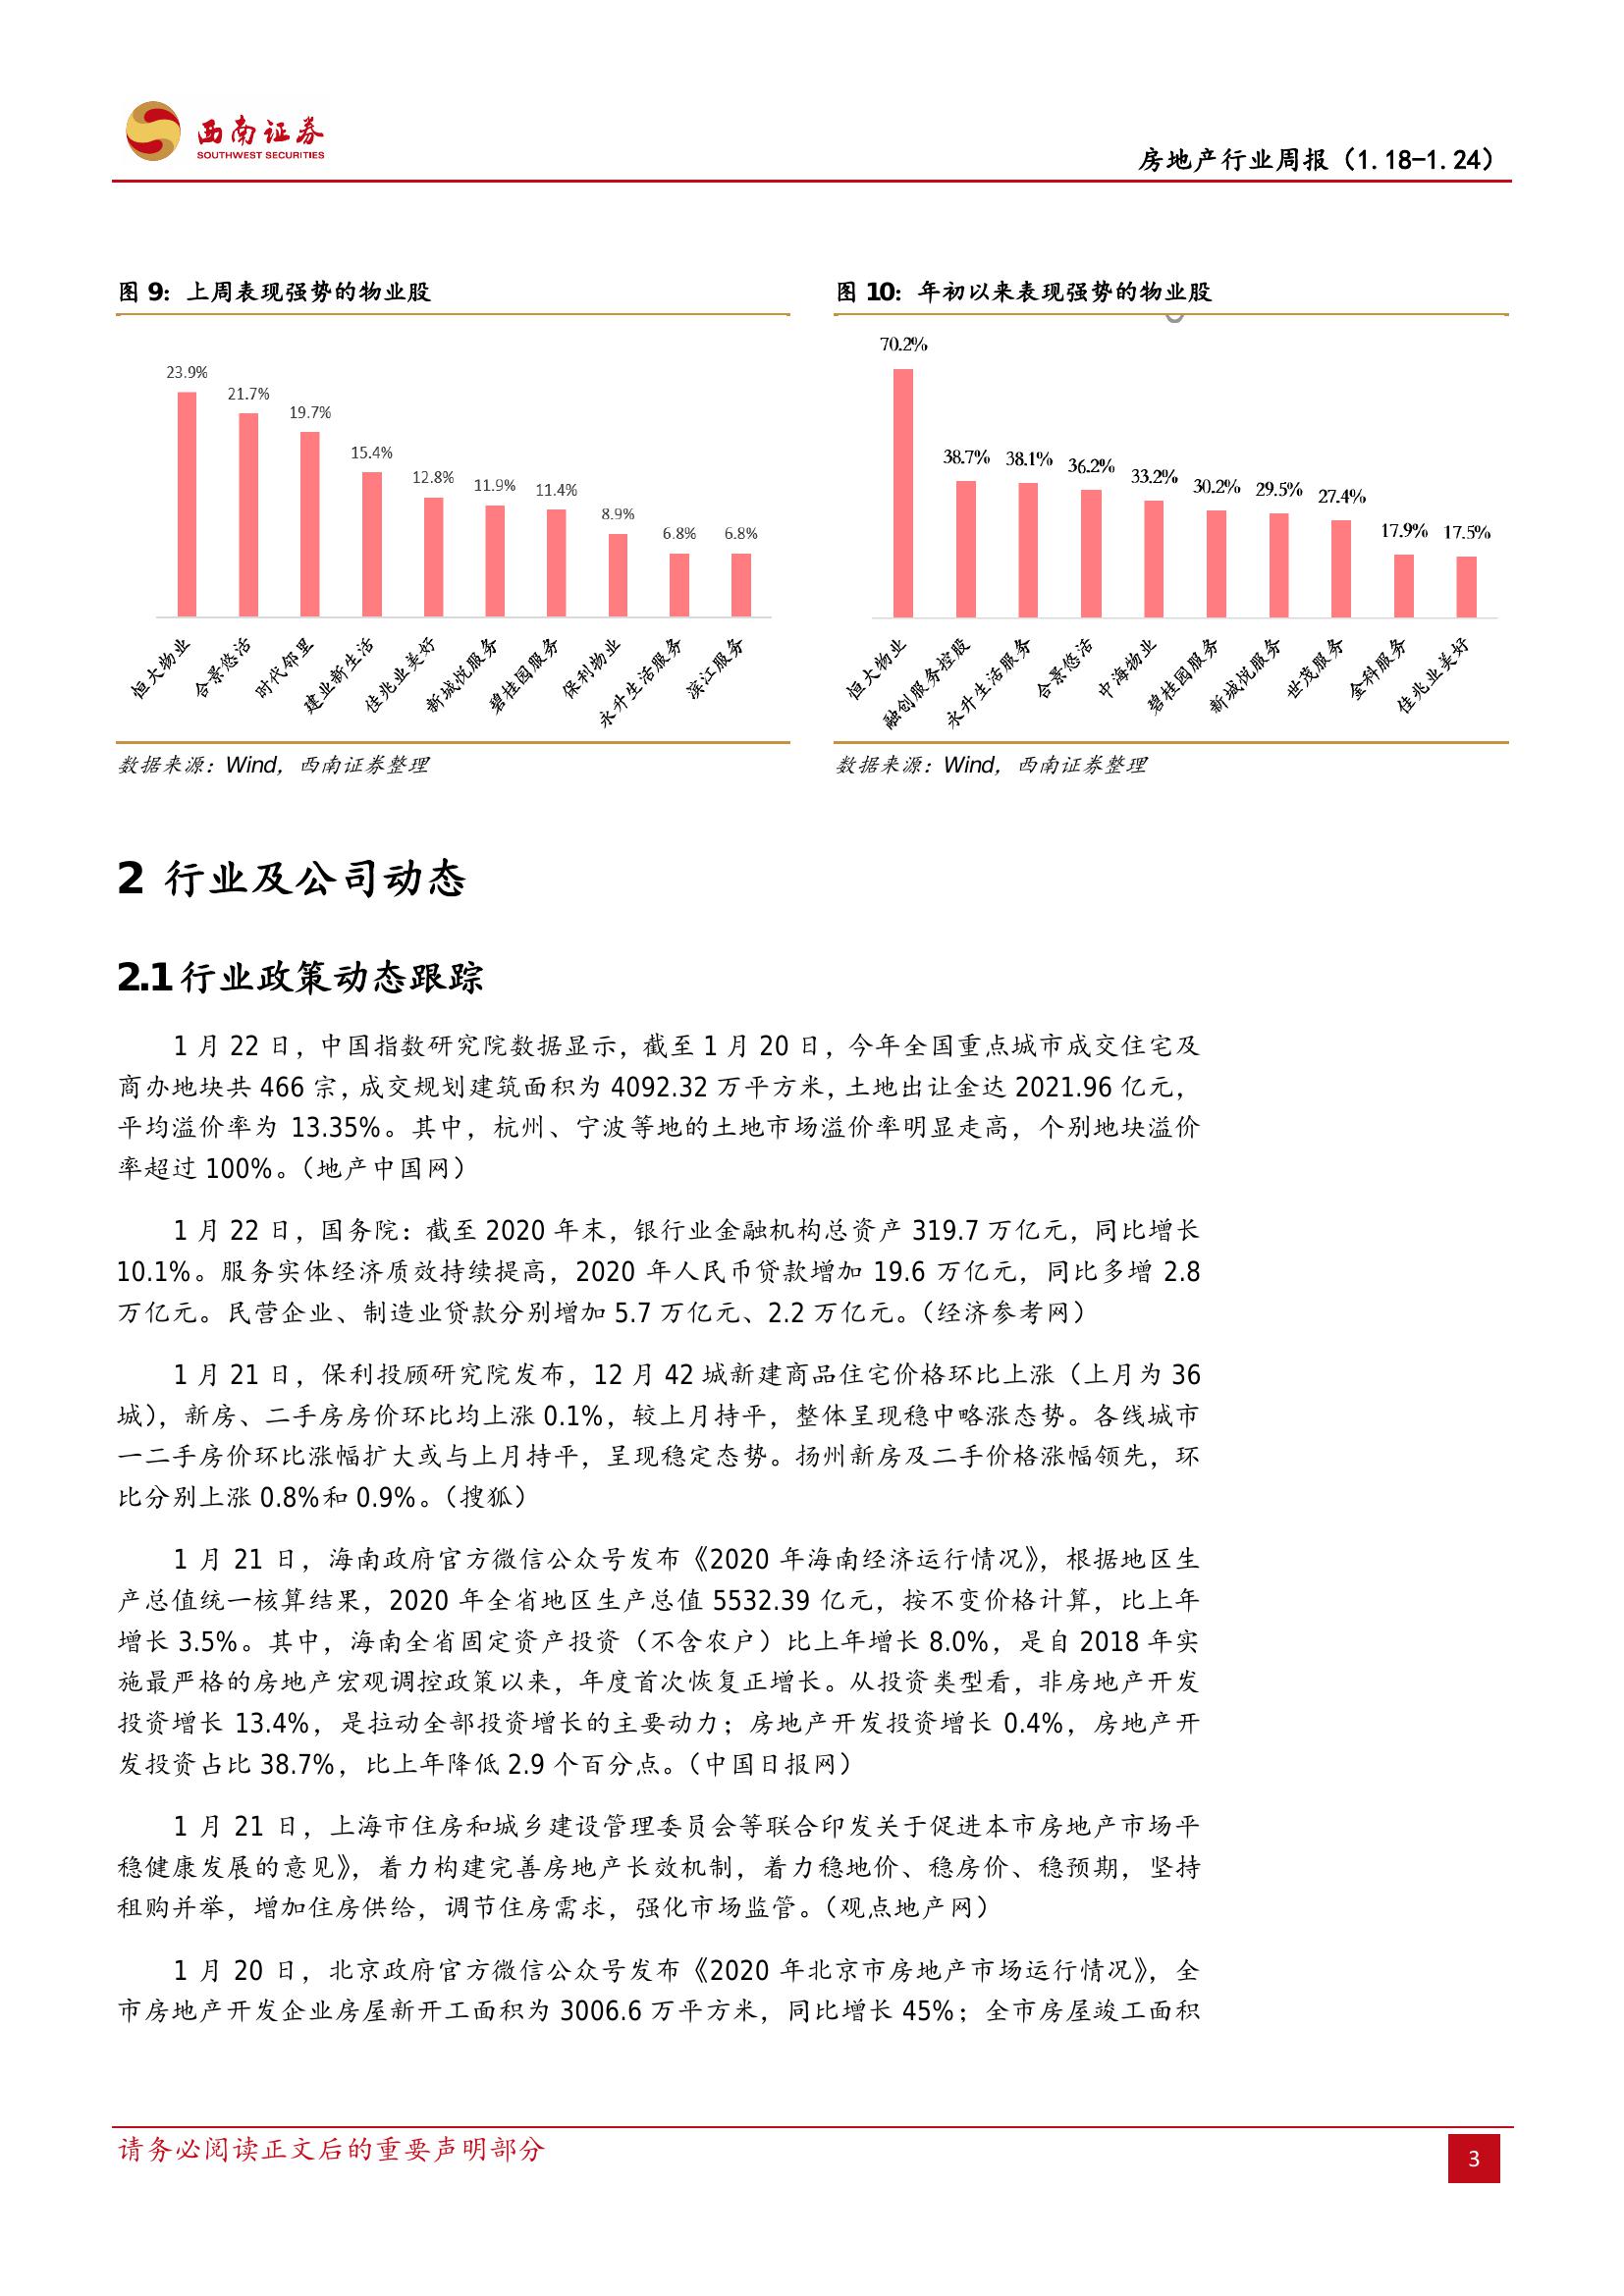 西南证券
SOUTHWEST SECURITIES
房地产行业周报（1.18-1.24）
图 9：上周表现强势的物业股
23.9%
21.7%
19.7%
15.4%
12.8%
11.9%
11.4%
8.9%
6.8%
6.8%
恒大物业
合景悠活
时代邻里
建业新生活
佳兆业美好
新城悦服务
碧桂园服务
保利物业
永升生活服务
滨江服务
数据来源：Wind，西南证券整理
图 10：年初以来表现强势的物业股
70.2%
38.7%
38.1%
36.2%
33.2%
30.2%
29.5%
27.4%
17.9%
17.5%
恒大物业
融创服务控股
永升生活服务
合景悠活
中海物业
碧桂园服务
新城悦服务
世茂服务
金科服务
佳兆业美好
数据来源：Wind，西南证券整理
2 行业及公司动态
2.1 行业政策动态跟踪
1 月 22 日，中国指数研究院数据显示，截至 1 月 20 日，今年全国重点城市成交住宅及
商办地块共 466 宗，成交规划建筑面积为 4092.32 万平方米，土地出让金达 2021.96 亿元，
平均溢价率为 13.35%。其中，杭州、宁波等地的土地市场溢价率明显走高，个别地块溢价
率超过 100%。（地产中国网）
1 月 22 日，国务院：截至 2020 年末，银行业金融机构总资产 319.7 万亿元，同比增长
10.1%。服务实体经济质效持续提高，2020 年人民币贷款增加 19.6 万亿元，同比多增 2.8
万亿元。民营企业、制造业贷款分别增加 5.7 万亿元、2.2 万亿元。（经济参考网）
1 月 21 日，保利投顾研究院发布，12 月 42 城新建商品住宅价格环比上涨（上月为 36
城），新房、二手房房价环比均上涨 0.1%，较上月持平，整体呈现稳中略涨态势。各线城市
一二手房价环比涨幅扩大或与上月持平，呈现稳定态势。扬州新房及二手价格涨幅领先，环
比分别上涨 0.8%和 0.9%。（搜狐）
1 月 21 日，海南政府官方微信公众号发布《2020 年海南经济运行情况》，根据地区生
产总值统一核算结果，2020 年全省地区生产总值 5532.39 亿元，按不变价格计算，比上年
增长 3.5%。其中，海南全省固定资产投资（不含农户）比上年增长 8.0%，是自 2018 年实
施最严格的房地产宏观调控政策以来，年度首次恢复正增长。从投资类型看，非房地产开发
投资增长 13.4%，是拉动全部投资增长的主要动力；房地产开发投资增长 0.4%，房地产开
发投资占比 38.7%，比上年降低 2.9 个百分点。（中国日报网）
1 月 21 日，上海市住房和城乡建设管理委员会等联合印发关于促进本市房地产市场平
稳健康发展的意见》，着力构建完善房地产长效机制，着力稳地价、稳房价、稳预期，坚持
租购并举，增加住房供给，调节住房需求，强化市场监管。（观点地产网）
1 月 20 日，北京政府官方微信公众号发布《2020 年北京市房地产市场运行情况》，全
市房地产开发企业房屋新开工面积为 3006.6 万平方米，同比增长 45%；全市房屋竣工面积
请务必阅读正文后的重要声明部分
3